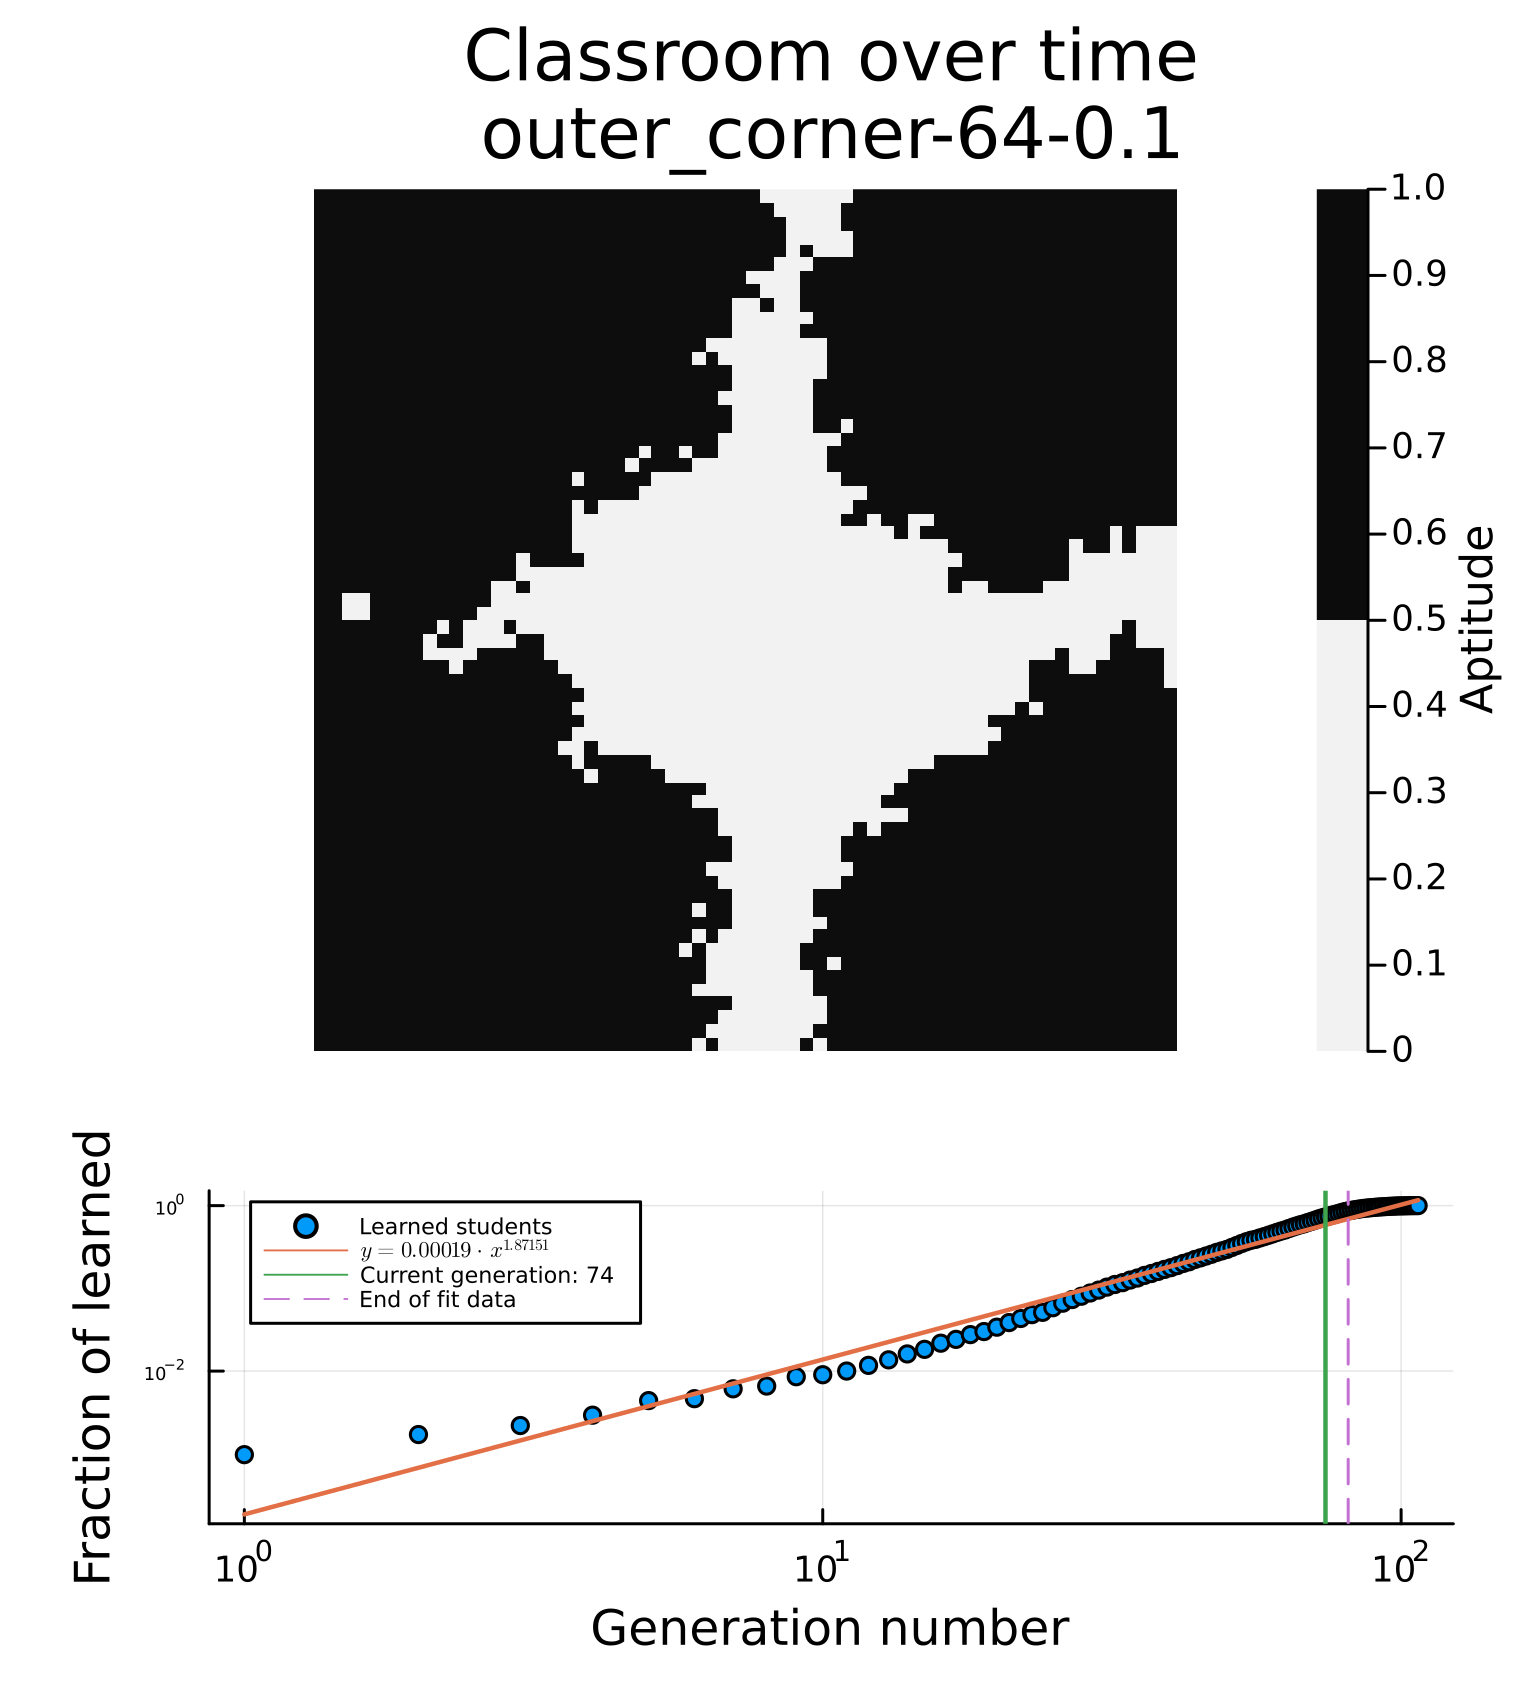 Classroom over time
outer_corner-64-0.1
1.0
0.9
0.8
0.7
0.6
0.5
0.4
0.3
0.2
0.1
0
Aptitude
Fraction of learned
10⁰
10⁻²
Learned students
y = 0.00019 · x^1.87151
Current generation: 74
End of fit data
10⁰
10¹
10²
Generation number